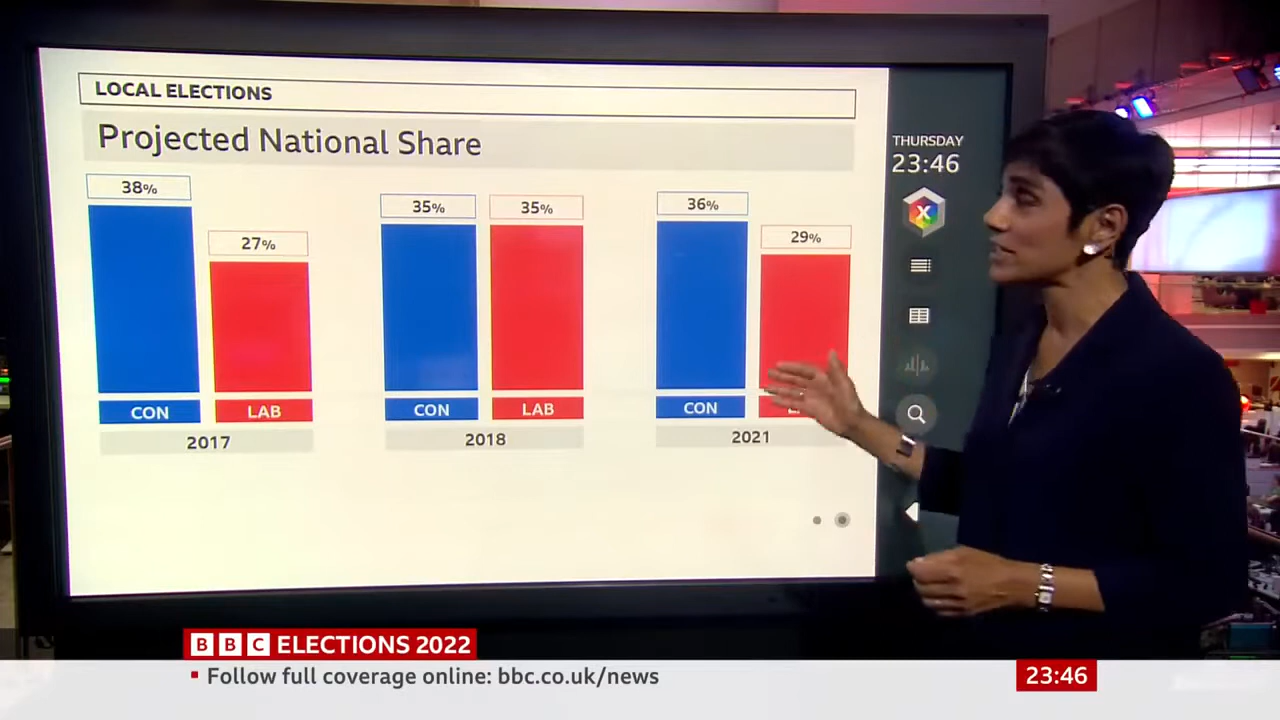 LOCAL ELECTIONS
Projected National Share
38%
27%
35%
35%
36%
29%
CON
LAB
CON
LAB
CON
2017
2018
2021
THURSDAY
23:46
X
BBC ELECTIONS 2022
Follow full coverage online: bbc.co.uk/news
23:46